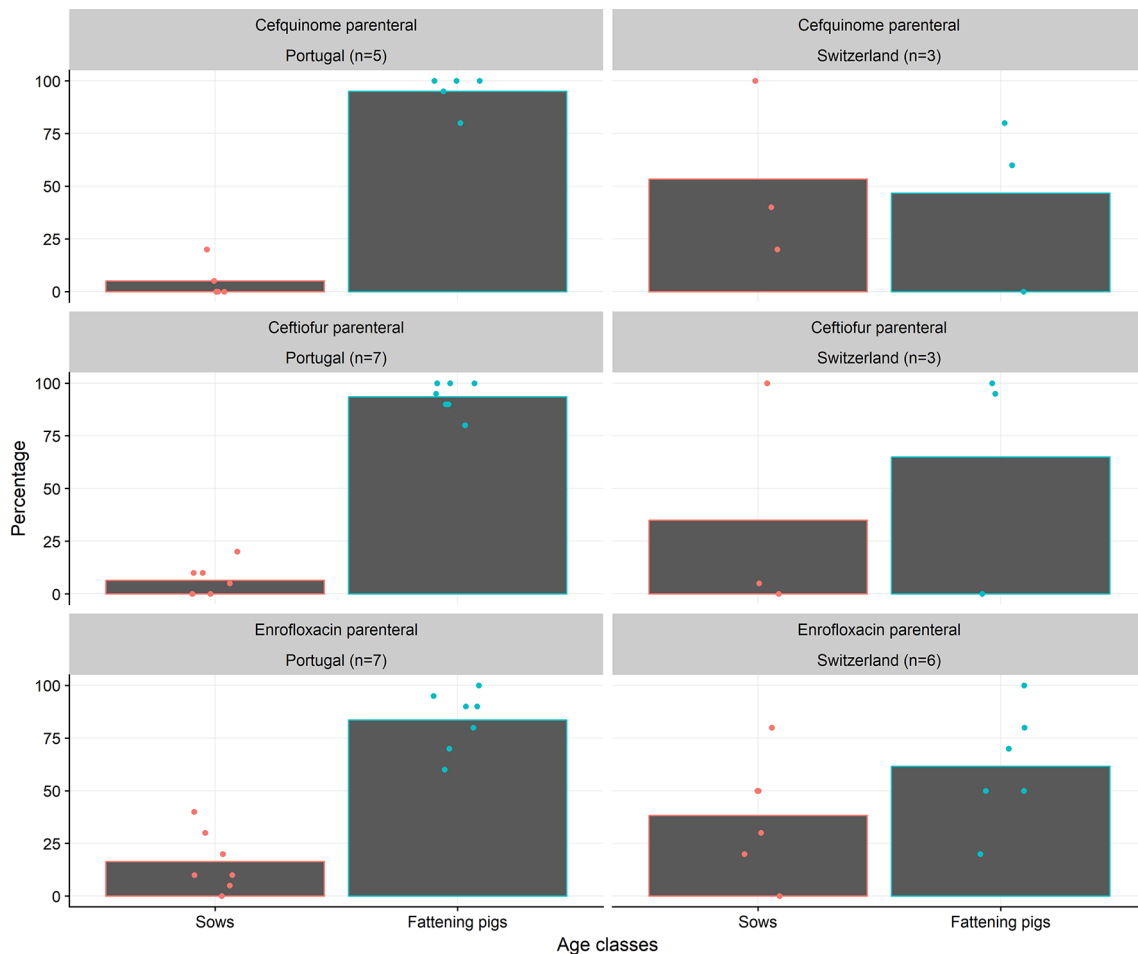 Cefquinome parenteral
Portugal (n=5)
Cefquinome parenteral
Switzerland (n=3)
100
75
50
25
0
Ceftiofur parenteral
Portugal (n=7)
Ceftiofur parenteral
Switzerland (n=3)
100
75
50
25
0
Percentage
Enrofloxacin parenteral
Portugal (n=7)
Enrofloxacin parenteral
Switzerland (n=6)
100
75
50
25
0
Sows
Fattening pigs
Sows
Fattening pigs
Age classes